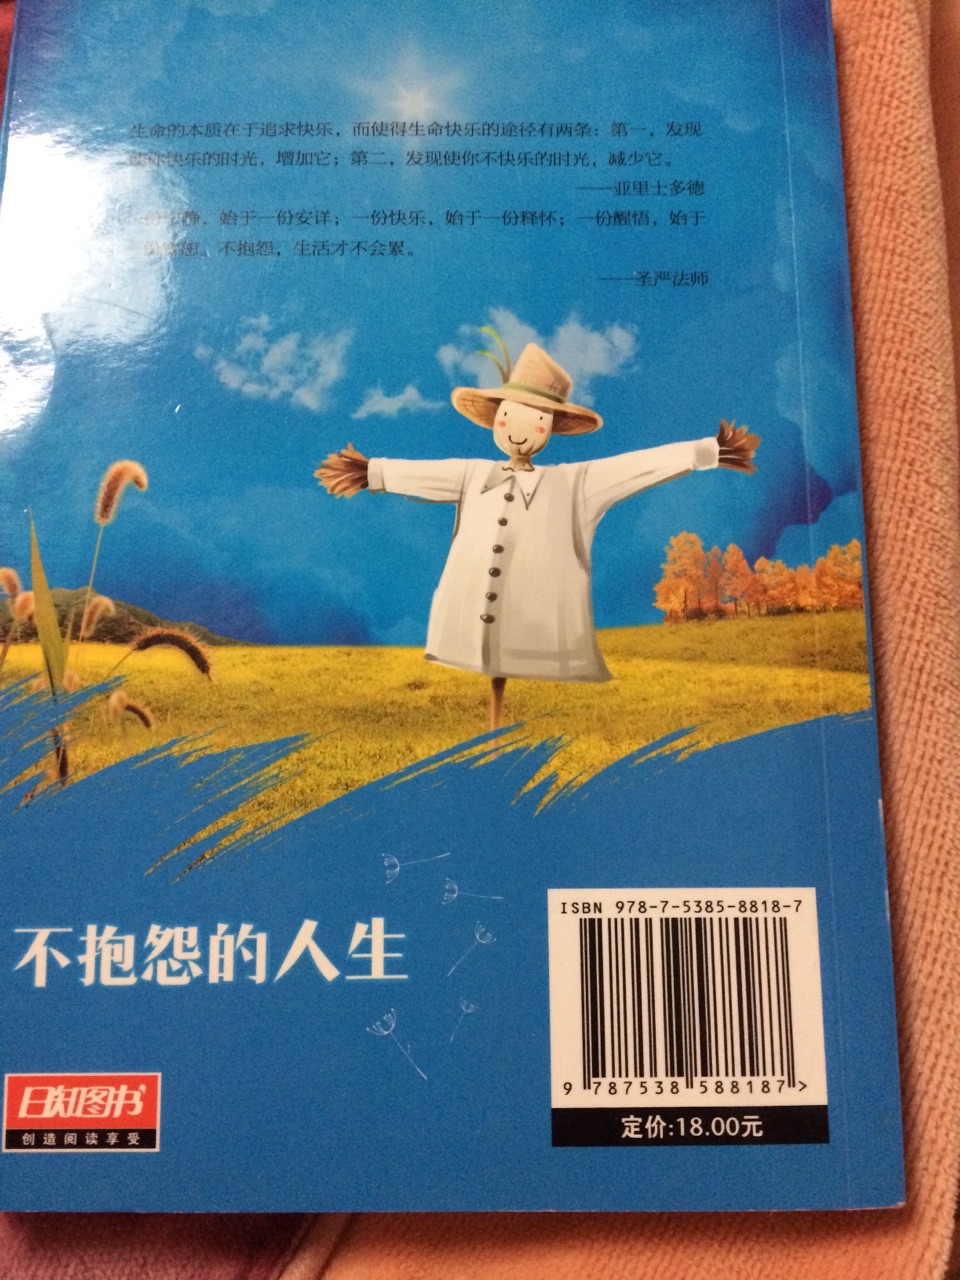 生命的本质在于追求快乐，而使得生命快乐的途径有两条：第一，发现
使你快乐的时光，增加它；第二，发现使你不快乐的时光，减少它。
——亚里士多德
一份宁静，始于一份安详；一份快乐，始于一份释怀；一份醒悟，始于
不抱怨，生活才不会累。
——圣严法师
不抱怨的人生
日知图书
创造阅读享受
ISBN 978-7-5385-8818-7
9 787538 588187>
定价:18.00元